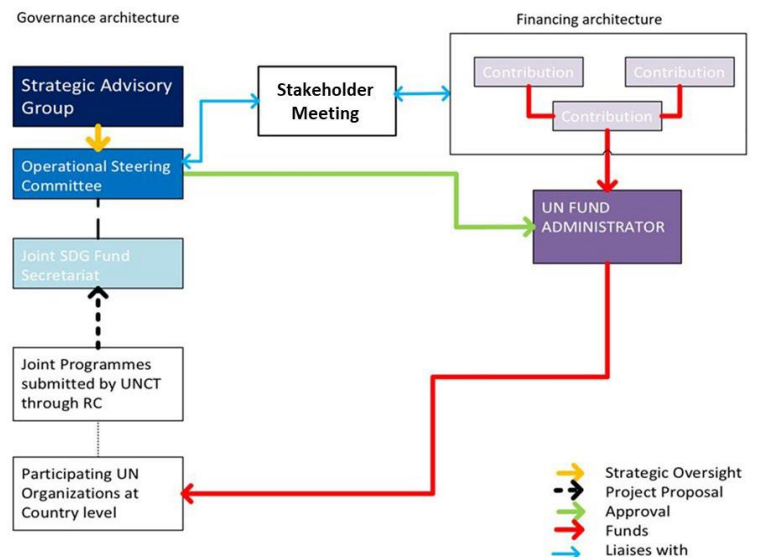 Governance architecture
Financing architecture
Strategic Advisory
Group
Stakeholder
Meeting
Contribution
Contribution
Contribution
Operational Steering
Committee
UN FUND
ADMINISTRATOR
Joint SDG Fund
Secretariat
Joint Programmes
submitted by UNCT
through RC
Participating UN
Organizations at
Country level
Strategic Oversight
Project Proposal
Approval
Funds
Liaises with